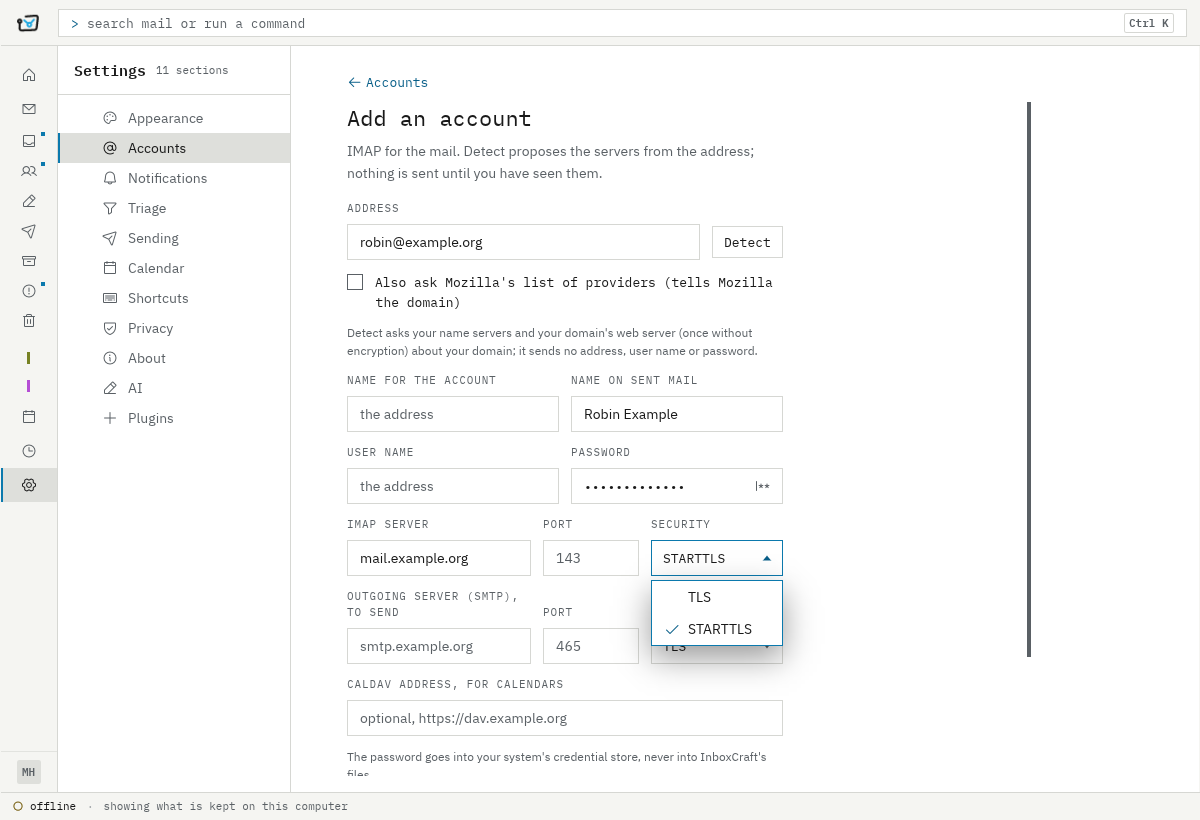 > search mail or run a command
Ctrl K
Settings 11 sections
Appearance
Accounts
Notifications
Triage
Sending
Calendar
Shortcuts
Privacy
About
AI
Plugins
MH
← Accounts
Add an account
IMAP for the mail. Detect proposes the servers from the address;
nothing is sent until you have seen them.
ADDRESS
robin@example.org
Detect
Also ask Mozilla's list of providers (tells Mozilla
the domain)
Detect asks your name servers and your domain's web server (once without
encryption) about your domain; it sends no address, user name or password.
NAME FOR THE ACCOUNT
NAME ON SENT MAIL
the address
Robin Example
USER NAME
PASSWORD
the address
•••••••••••••
IMAP SERVER
PORT
SECURITY
mail.example.org
143
STARTTLS
TLS
STARTTLS
OUTGOING SERVER (SMTP),
TO SEND
PORT
smtp.example.org
465
TLS
CALDAV ADDRESS, FOR CALENDARS
optional, https://dav.example.org
The password goes into your system's credential store, never into InboxCraft's
files.
offline · showing what is kept on this computer